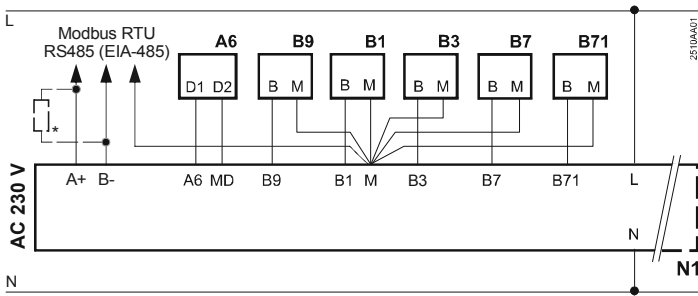 L
Modbus RTU
RS485 (EIA-485)
A6 B9 B1 B3 B7 B71
2510AA01
D1 D2 B M B M B M B M B M
*
A+ B- A6 MD B9 B1 M B3 B7 B71 L
AC 230 V
N
N1
N